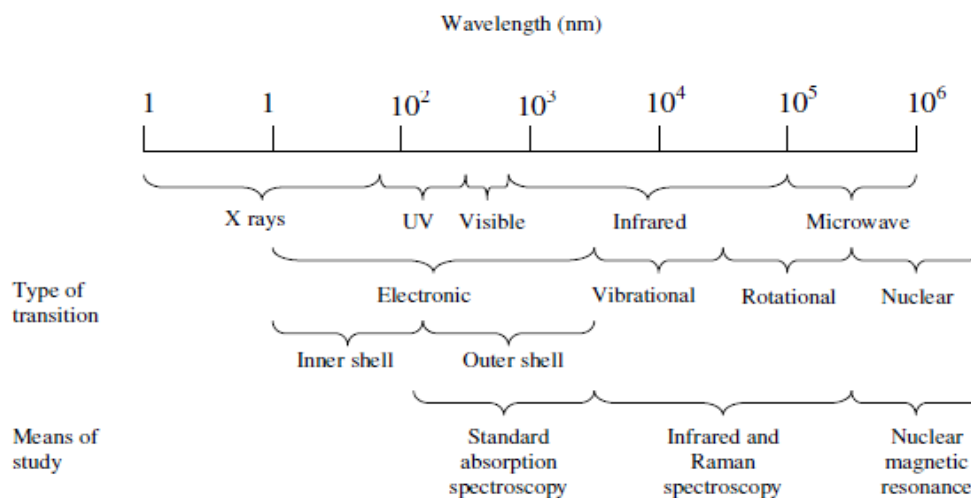 Wavelength (nm)
1 1 10² 10³ 10⁴ 10⁵ 10⁶
X rays UV Visible Infrared Microwave
Type of
transition
Electronic Vibrational Rotational Nuclear
Inner shell Outer shell
Means of
study
Standard
absorption
spectroscopy
Infrared and
Raman
spectroscopy
Nuclear
magnetic
resonance